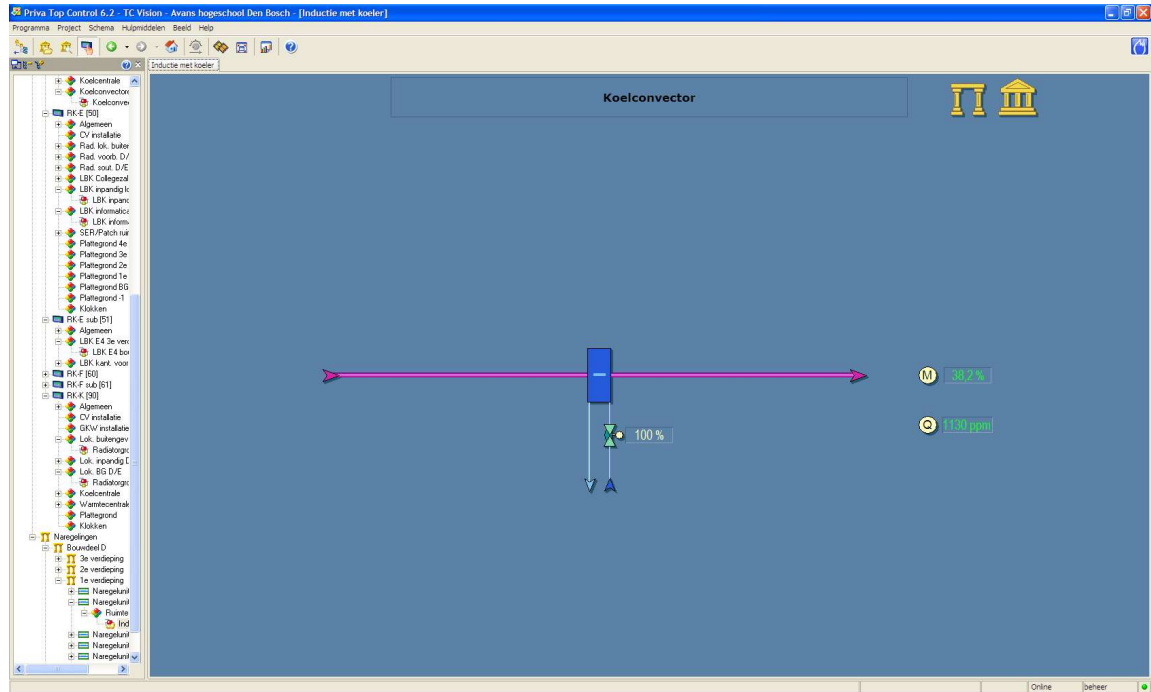 Priva Top Control 6.2 - TC Vision - Avans hogeschool Den Bosch - [Inductie met koeler]
Programma Project Schema Hulpmiddelen Beeld Help
Inductie met koeler
Koelcentrale
Koelconvectore
Koelconve
RK-E [50]
Algemeen
CV installatie
Rad. lok. buiter
Rad. voorb. D/
Rad. sout. D/E
LBK Collegezal
LBK inpandig lo
LBK inpand
LBK informatica
LBK inform
SER/Patch ruir
Plattegrond 4e
Plattegrond 3e
Plattegrond 2e
Plattegrond 1e
Plattegrond BG
Plattegrond -1
Klokken
RK-E sub [51]
Algemeen
LBK E4 3e verd
LBK E4 bo
LBK kant. voor
RK-F [60]
RK-F sub [61]
RK-K [90]
Algemeen
CV installatie
GKW installatie
Lok. buitengev
Radiatorgro
Lok. inpandig D
Lok. BG D/E
Radiatorgro
Koelcentrale
Warmtecentrale
Plattegrond
Klokken
Naregelingen
Bouwdeel D
3e verdieping
2e verdieping
1e verdieping
Naregelunit
Naregelunit
Ruimte
Ind
Naregelunit
Naregelunit
Naregelunit
Koelconvector
M 38,2 %
Q 1130 ppm
100 %
Online beheer